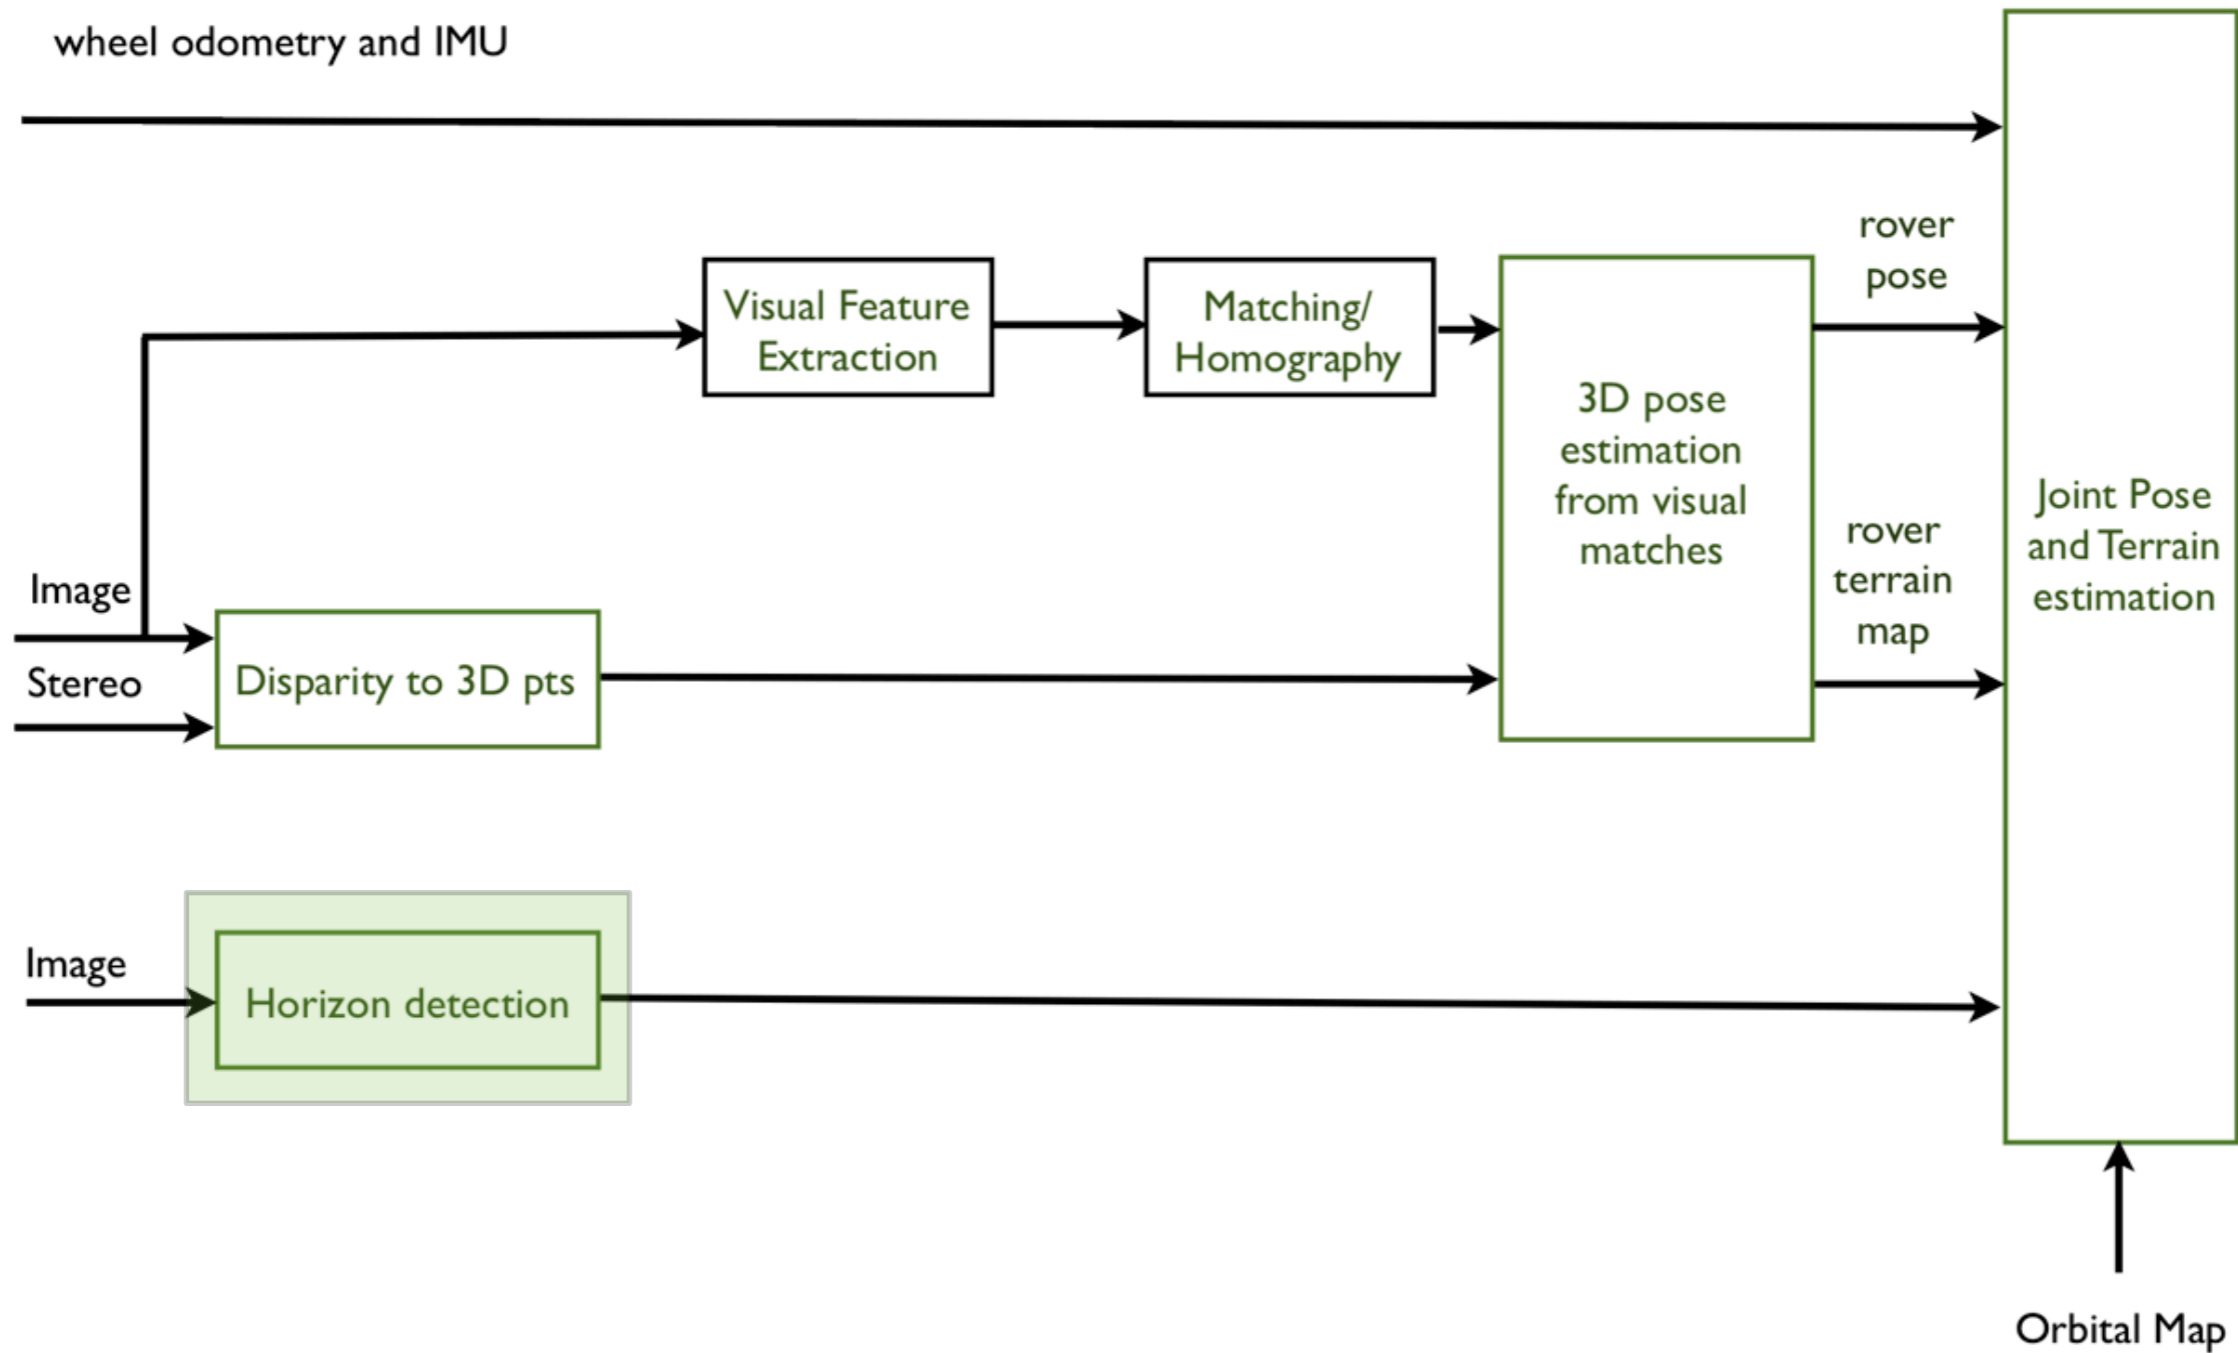 wheel odometry and IMU
rover
pose
Visual Feature
Extraction
Matching/
Homography
3D pose
estimation
from visual
matches
rover
terrain
map
Joint Pose
and Terrain
estimation
Image
Stereo
Disparity to 3D pts
Image
Horizon detection
Orbital Map